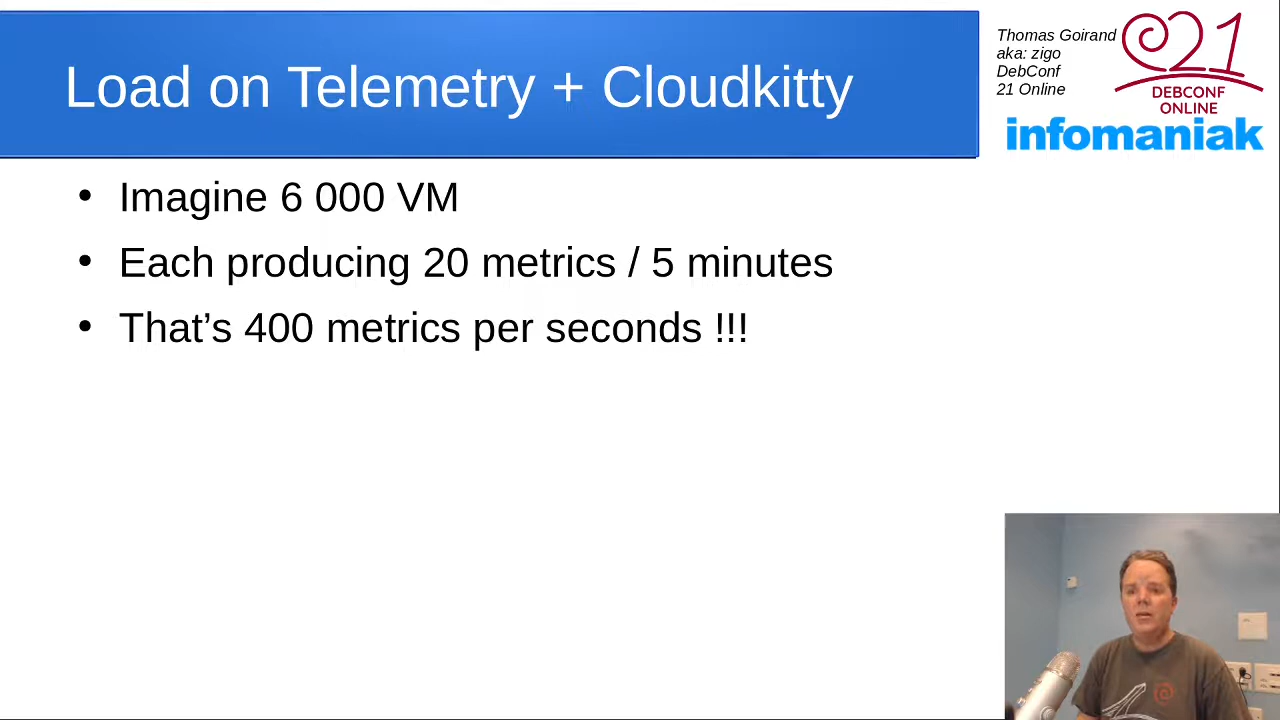 Load on Telemetry + Cloudkitty
Thomas Goirand
aka: zigo
DebConf
21 Online
21
DEBCONF
ONLINE
infomaniak
• Imagine 6 000 VM
• Each producing 20 metrics / 5 minutes
• That’s 400 metrics per seconds !!!